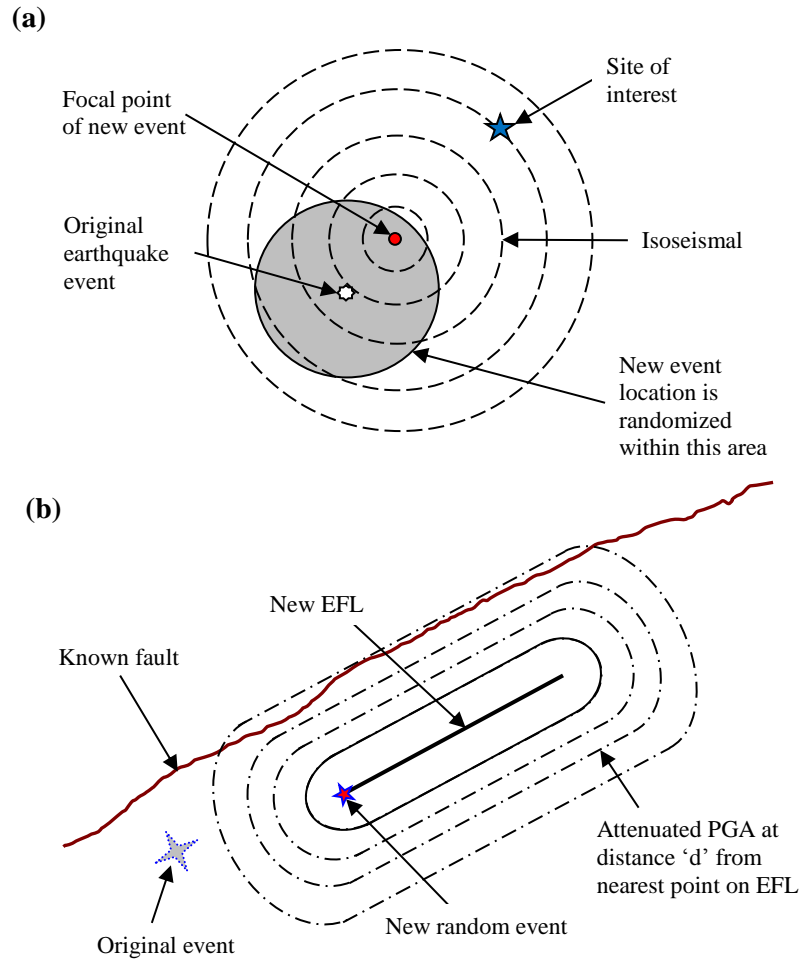 (a)
Site of
interest
Focal point
of new event
Original
earthquake
event
Isoseismal
New event
location is
randomized
within this area
(b)
New EFL
Known fault
Attenuated PGA at
distance ‘d’ from
nearest point on EFL
New random event
Original event